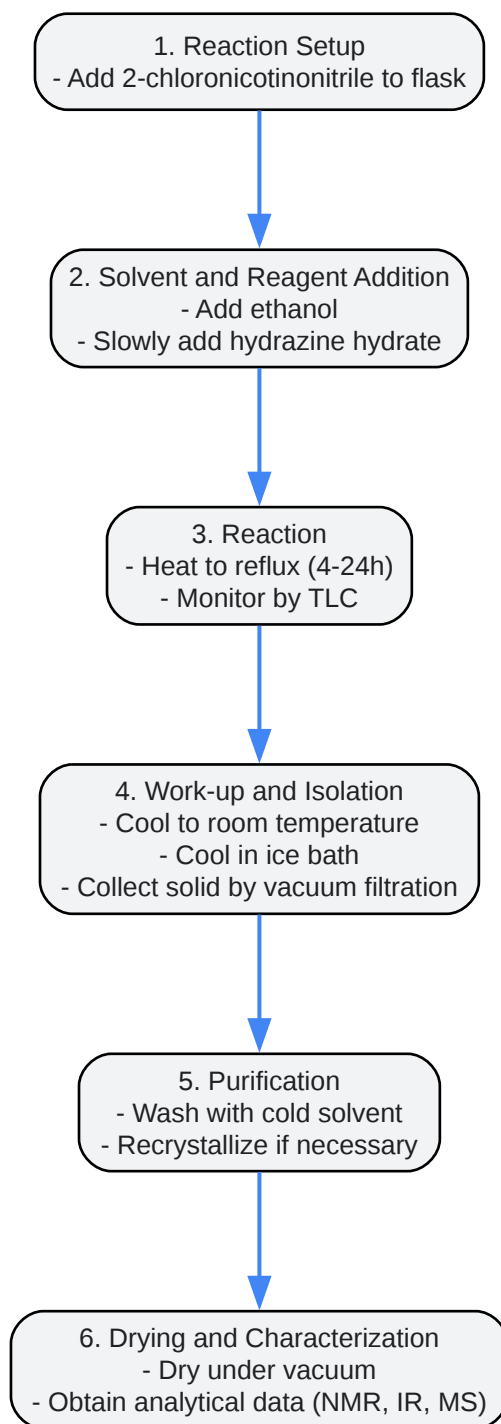 1. Reaction Setup
- Add 2-chloronicotinonitrile to flask
2. Solvent and Reagent Addition
- Add ethanol
- Slowly add hydrazine hydrate
3. Reaction
- Heat to reflux (4-24h)
- Monitor by TLC
4. Work-up and Isolation
- Cool to room temperature
- Cool in ice bath
- Collect solid by vacuum filtration
5. Purification
- Wash with cold solvent
- Recrystallize if necessary
6. Drying and Characterization
- Dry under vacuum
- Obtain analytical data (NMR, IR, MS)